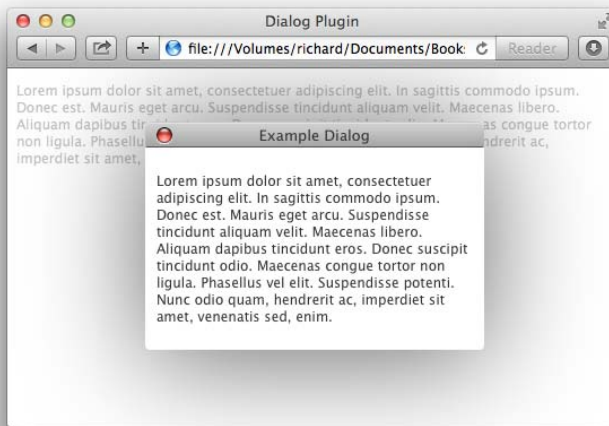 Dialog Plugin
file:///Volumes/richard/Documents/Book:
Reader
Lorem ipsum dolor sit amet, consectetuer adipiscing elit. In sagittis commodo ipsum.
Donec est. Mauris eget arcu. Suspendisse tincidunt aliquam velit. Maecenas libero.
Aliquam dapibus tin as congue tortor
non ligula. Phasellu ndrerit ac,
imperdiet sit amet,
Example Dialog
Lorem ipsum dolor sit amet, consectetuer
adipiscing elit. In sagittis commodo ipsum.
Donec est. Mauris eget arcu. Suspendisse
tincidunt aliquam velit. Maecenas libero.
Aliquam dapibus tincidunt eros. Donec suscipit
tincidunt odio. Maecenas congue tortor non
ligula. Phasellus vel elit. Suspendisse potenti.
Nunc odio quam, hendrerit ac, imperdiet sit
amet, venenatis sed, enim.